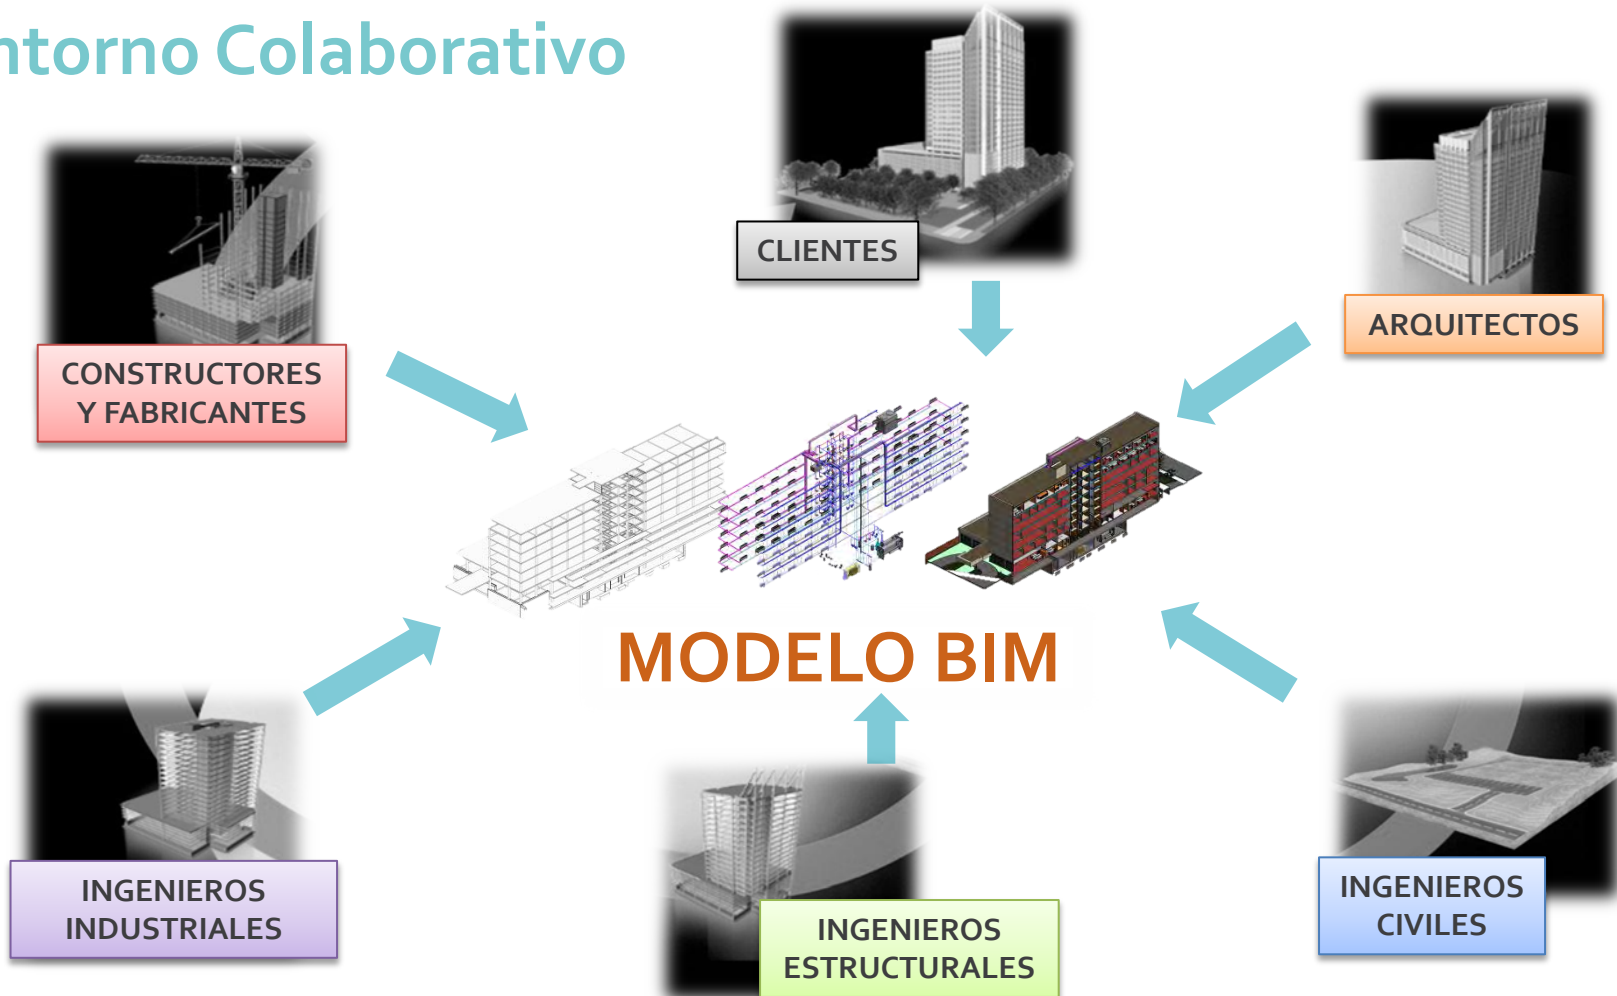 ntorno Colaborativo
CLIENTES
ARQUITECTOS
CONSTRUCTORES
Y FABRICANTES
MODELO BIM
INGENIEROS
INDUSTRIALES
INGENIEROS
ESTRUCTURALES
INGENIEROS
CIVILES